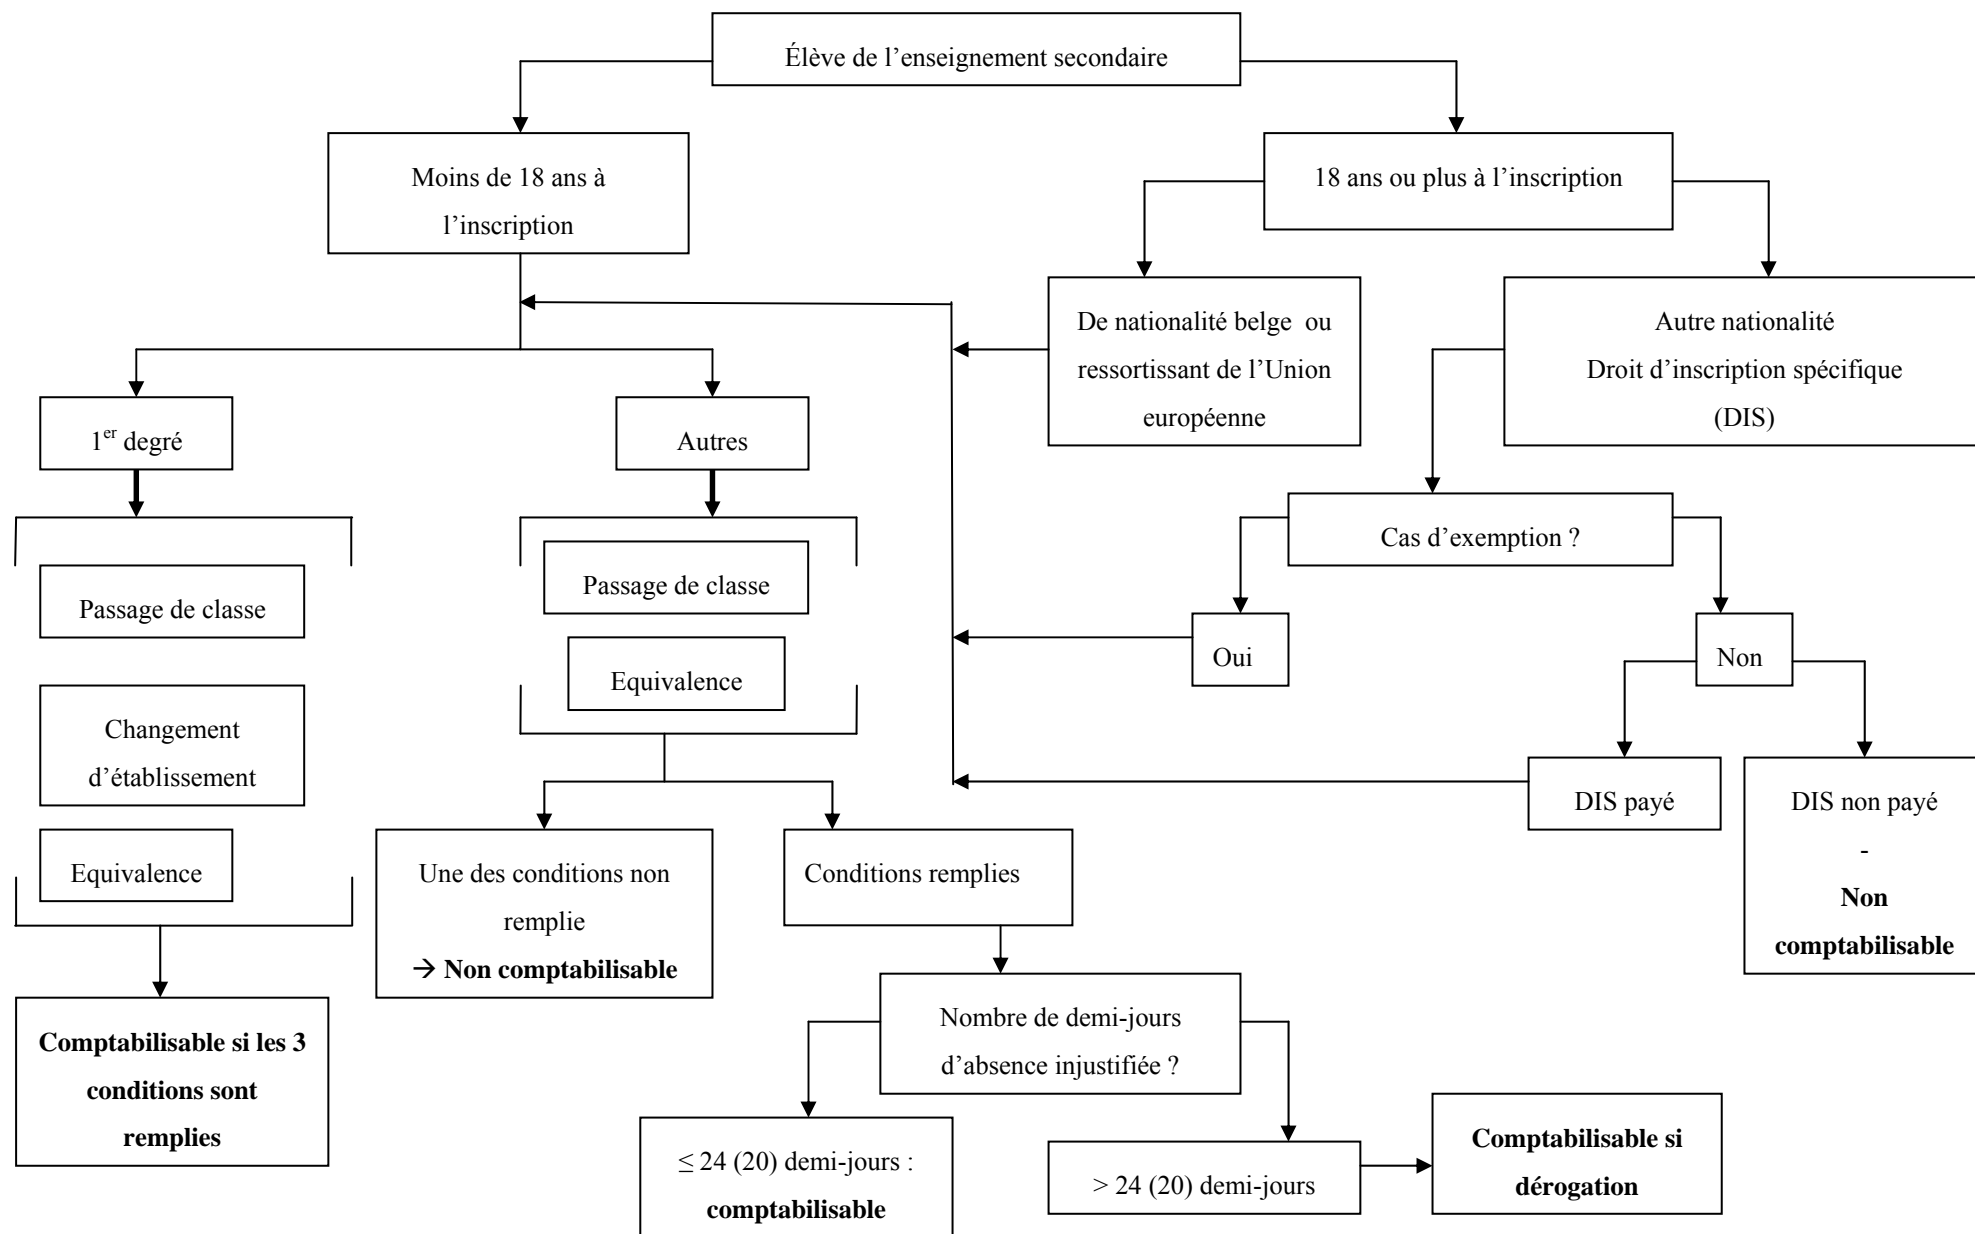 Élève de l’enseignement secondaire
Moins de 18 ans à
l’inscription
18 ans ou plus à l’inscription
De nationalité belge ou
ressortissant de l’Union
européenne
Autre nationalité
Droit d’inscription spécifique
(DIS)
1er degré
Autres
Cas d’exemption ?
Passage de classe
Passage de classe
Equivalence
Oui
Non
Changement
d’établissement
DIS payé
DIS non payé
-
Non
comptabilisable
Equivalence
Une des conditions non
remplie
→ Non comptabilisable
Conditions remplies
Comptabilisable si les 3
conditions sont
remplies
Nombre de demi-jours
d’absence injustifiée ?
≤ 24 (20) demi-jours :
comptabilisable
> 24 (20) demi-jours
Comptabilisable si
dérogation